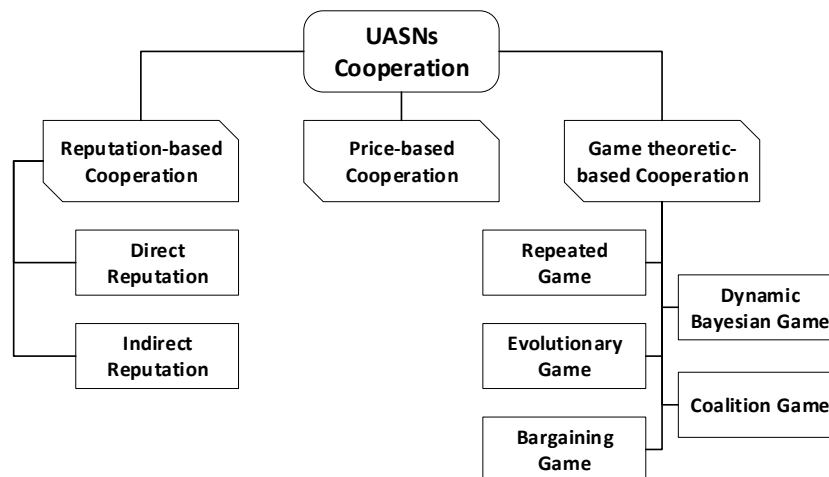 UASNs
Cooperation
Reputation-based
Cooperation
Price-based
Cooperation
Game theoretic-
based Cooperation
Direct
Reputation
Indirect
Reputation
Repeated
Game
Dynamic
Bayesian Game
Evolutionary
Game
Coalition Game
Bargaining
Game